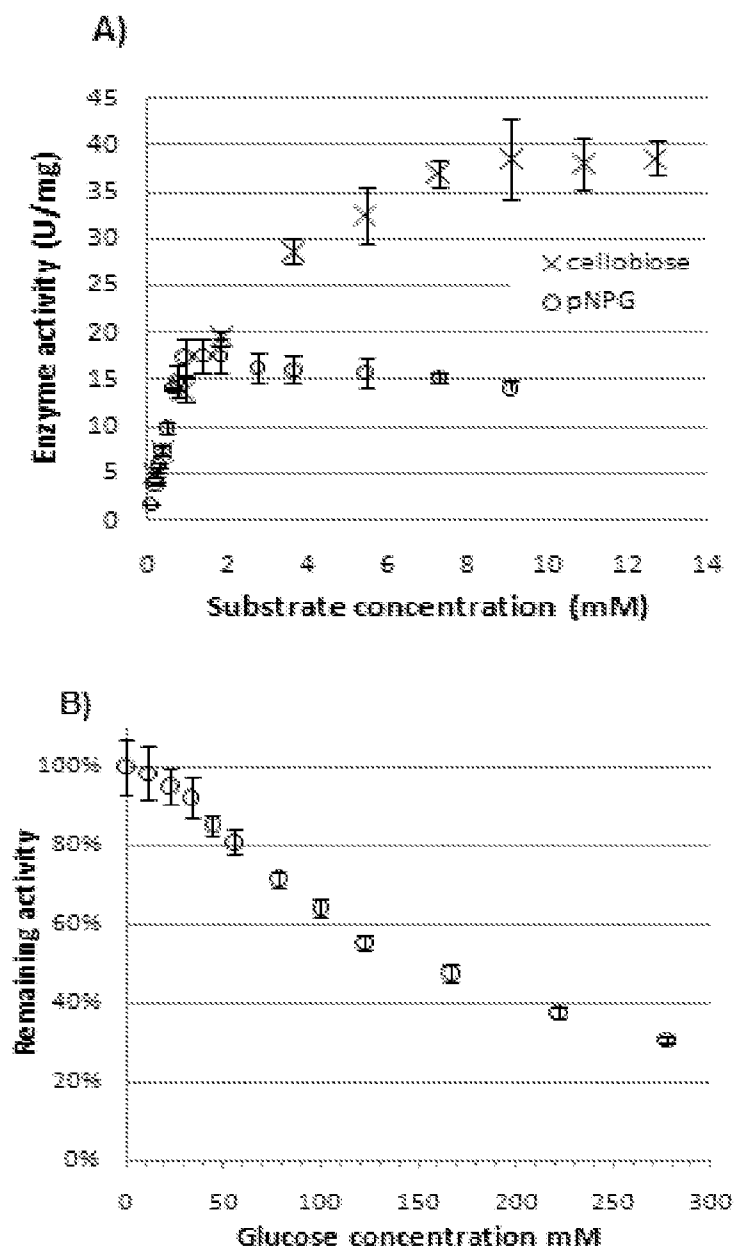 A)
45
40
35
30
25
20
15
10
5
0
Enzyme activity (U/mg)
× cellobiose
○ pNPG
0 2 4 6 8 10 12 14
Substrate concentration (mM)
B)
100%
80%
60%
40%
20%
0%
Remaining activity
0 50 100 150 200 250 300
Glucose concentration mM